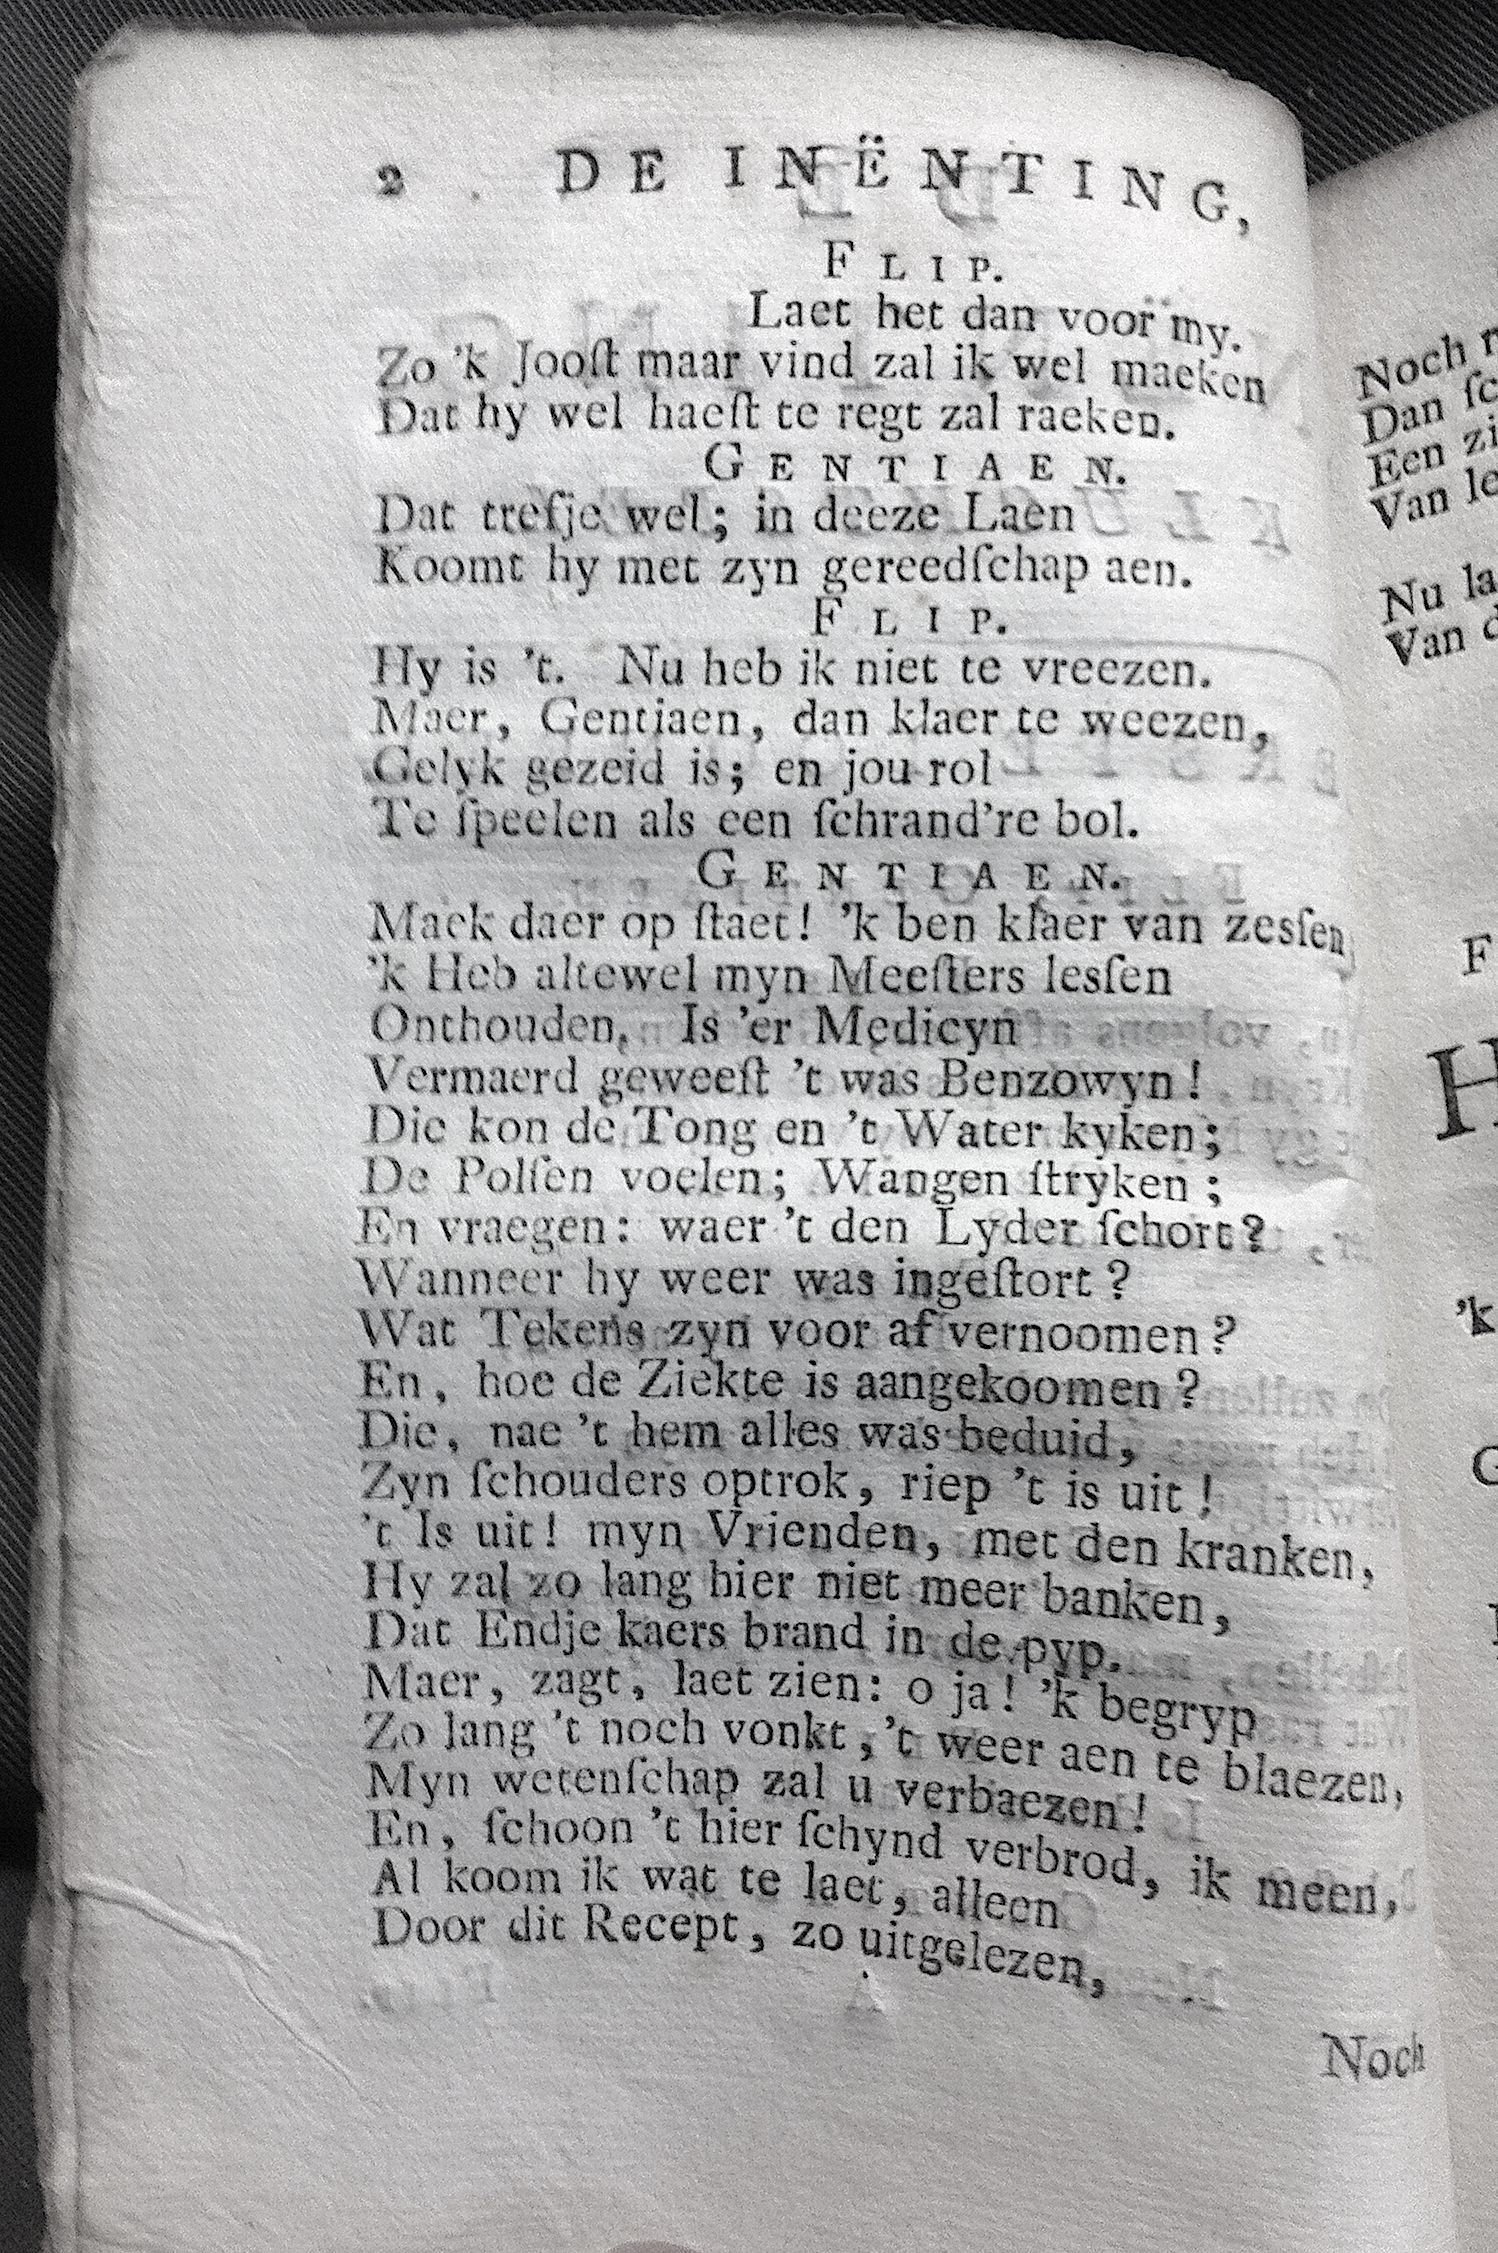 2 DE INËNTING,
FLIP.
Laet het dan voor my.
Zo 'k Jooſt maar vind zal ik wel maeken
Dat hy wel haeſt te regt zal raeken.
GENTIAEN.
Dat trefje wel; in deeze Laen
Koomt hy met zyn gereedſchap aen.
FLIP.
Hy is 't. Nu heb ik niet te vreezen.
Maer, Gentiaen, dan klaer te weezen,
Gelyk gezeid is; en jou rol
Te ſpeelen als een ſchrand're bol.
GENTIAEN.
Maek daer op ſtaet! 'k ben klaer van zesſen,
'k Heb altewel myn Meeſters lesſen
Onthouden. Is 'er Medicyn
Vermaerd geweeſt 't was Benzowyn!
Die kon de Tong en 't Water kyken;
De Polſen voelen; Wangen ſtryken;
En vraegen: waer 't den Lyder ſchort?
Wanneer hy weer was ingeſtort?
Wat Tekens zyn voor af vernoomen?
En, hoe de Ziekte is aangekoomen?
Die, nae 't hem alles was beduid,
Zyn ſchouders optrok, riep 't is uit!
't Is uit! myn Vrienden, met den kranken,
Hy zal zo lang hier niet meer banken,
Dat Endje kaers brand in de pyp.
Maer, zagt, laet zien: o ja! 'k begryp
Zo lang 't noch vonkt, 't weer aen te blaezen,
Myn wetenſchap zal u verbaezen!
En, ſchoon 't hier ſchynd verbrod, ik meen,
Al koom ik wat te laet, alleen
Door dit Recept, zo uitgelezen,
Noch
Noch
Dan
Een
Van
Nu
Van
F
H
'k
G